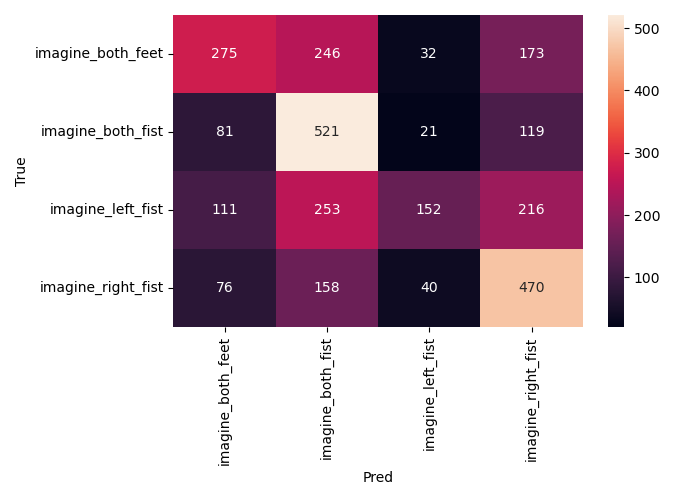 imagine_both_feet 275 246 32 173
imagine_both_fist 81 521 21 119
imagine_left_fist 111 253 152 216
imagine_right_fist 76 158 40 470
True
imagine_both_feet
imagine_both_fist
imagine_left_fist
imagine_right_fist
Pred
500
400
300
200
100